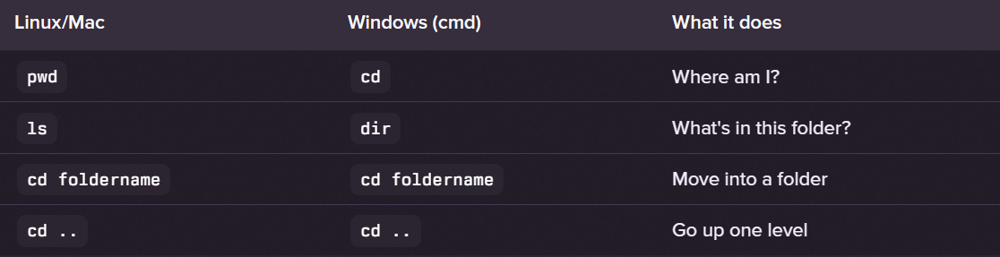 Linux/Mac Windows (cmd) What it does
pwd cd Where am I?
ls dir What's in this folder?
cd foldername cd foldername Move into a folder
cd .. cd .. Go up one level